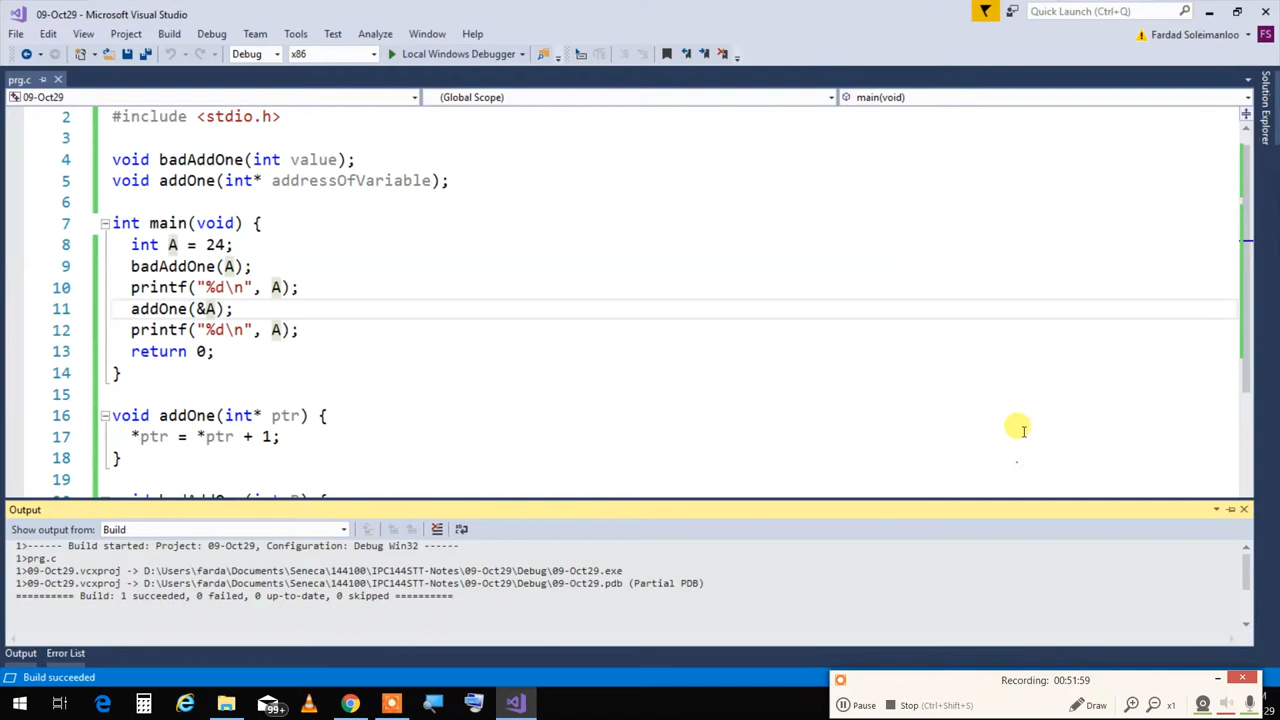 09-Oct29 - Microsoft Visual Studio
Quick Launch (Ctrl+Q)
File Edit View Project Build Debug Team Tools Test Analyze Window Help
Fardad Soleimanloo FS
Debug x86 Local Windows Debugger
prg.c
09-Oct29 (Global Scope) main(void)
Solution Explorer
2 #include <stdio.h>
3
4 void badAddOne(int value);
5 void addOne(int* addressOfVariable);
6
7 int main(void) {
8 int A = 24;
9 badAddOne(A);
10 printf("%d\n", A);
11 addOne(&A);
12 printf("%d\n", A);
13 return 0;
14 }
15
16 void addOne(int* ptr) {
17 *ptr = *ptr + 1;
18 }
19
Output
Show output from: Build
1>------ Build started: Project: 09-Oct29, Configuration: Debug Win32 ------
1>prg.c
1>09-Oct29.vcxproj -> D:\Users\farda\Documents\Seneca\144100\IPC144STT-Notes\09-Oct29\Debug\09-Oct29.exe
1>09-Oct29.vcxproj -> D:\Users\farda\Documents\Seneca\144100\IPC144STT-Notes\09-Oct29\Debug\09-Oct29.pdb (Partial PDB)
========== Build: 1 succeeded, 0 failed, 0 up-to-date, 0 skipped ==========
Output Error List
Build succeeded
Recording: 00:51:59
Pause Stop (Ctrl+Shift+S) Draw x1
99+
M
29